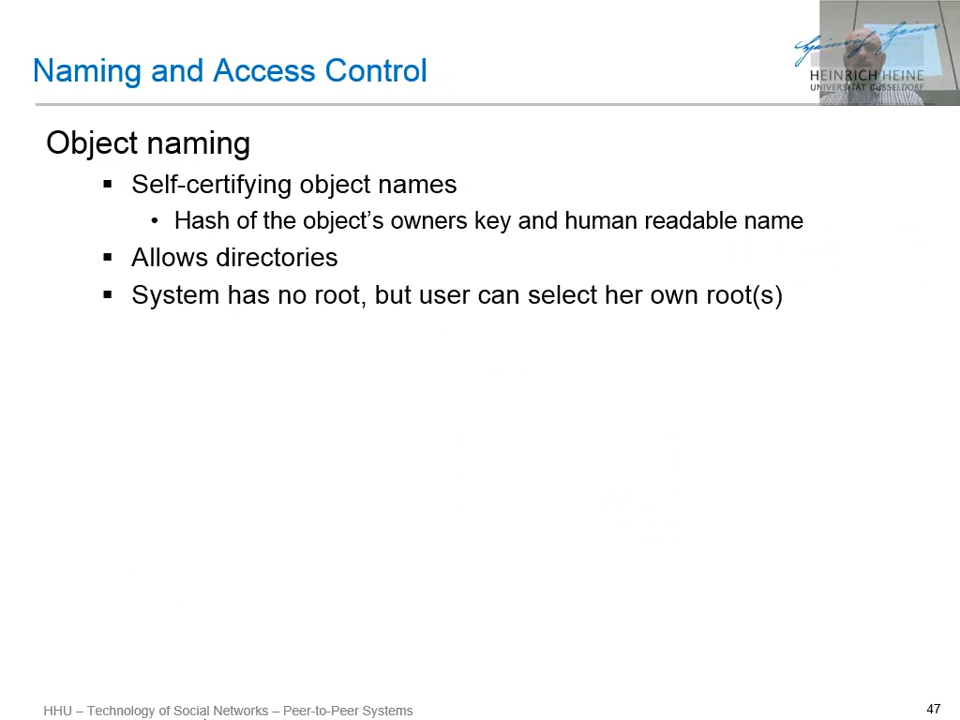 Naming and Access Control
HEINRICH HEINE
UNIVERSITÄT DÜSSELDORF
Object naming
▪ Self-certifying object names
• Hash of the object's owners key and human readable name
▪ Allows directories
▪ System has no root, but user can select her own root(s)
HHU – Technology of Social Networks – Peer-to-Peer Systems
47